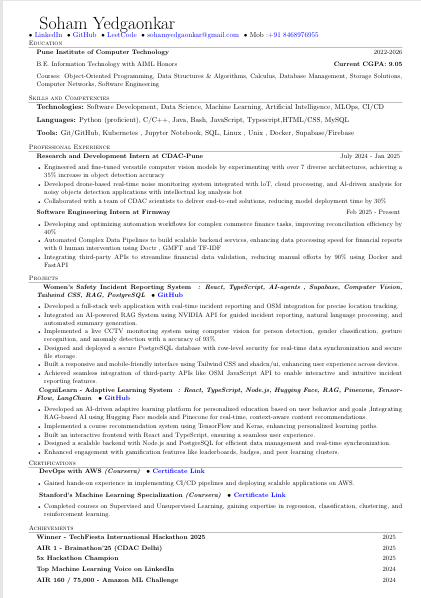 Soham Yedgaonkar
• LinkedIn • GitHub • LeetCode • sohamyedgaonkar@gmail.com • Mob :+91 8468976955
Education
Pune Institute of Computer Technology 2022-2026
B.E. Information Technology with AIML Honors Current CGPA: 9.05
Courses: Object-Oriented Programming, Data Structures & Algorithms, Calculus, Database Management, Storage Solutions,
Computer Networks, Software Engineering
Skills and Competencies
Technologies: Software Development, Data Science, Machine Learning, Artificial Intelligence, MLOps, CI/CD
Languages: Python (proficient), C/C++, Java, Bash, JavaScript, Typescript,HTML/CSS, MySQL
Tools: Git/GitHub, Kubernetes , Jupyter Notebook, SQL, Linux , Unix , Docker, Supabase/Firebase
Professional Experience
Research and Development Intern at CDAC-Pune July 2024 - Jan 2025
• Engineered and fine-tuned versatile computer vision models by experimenting with over 7 diverse architectures, achieving a
35% increase in object detection accuracy
• Developed drone-based real-time noise monitoring system integrated with IoT, cloud processing, and AI-driven analysis for
noisy objects detection applications with intellectual log analysis bot
• Collaborated with a team of CDAC scientists to deliver end-to-end solutions, reducing model deployment time by 30%
Software Engineering Intern at Firmway Feb 2025 - Present
• Developing and optimizing automation workflows for complex commerce finance tasks, improving reconciliation efficiency by
40%
• Automated Complex Data Pipelines to build scalable backend services, enhancing data processing speed for financial reports
with 0 human intervention using Doctr , GMFT and TF-IDF
• Integrating third-party APIs to streamline financial data validation, reducing manual efforts by 90% using Docker and
FastAPI
Projects
Women's Safety Incident Reporting System : React, TypeScript, AI-agents , Supabase, Computer Vision,
Tailwind CSS, RAG, PostgreSQL • GitHub
• Developed a full-stack web application with real-time incident reporting and OSM integration for precise location tracking.
• Integrated an AI-powered RAG System using NVIDIA API for guided incident reporting, natural language processing, and
automated summary generation.
• Implemented a live CCTV monitoring system using computer vision for person detection, gender classification, gesture
recognition, and anomaly detection with a accuracy of 93%
• Designed and deployed a secure PostgreSQL database with row-level security for real-time data synchronization and secure
file storage.
• Built a responsive and mobile-friendly interface using Tailwind CSS and shadcn/ui, enhancing user experience across devices.
• Achieved seamless integration of third-party APIs like OSM JavaScript API to enable interactive and intuitive incident
reporting features.
CogniLearn - Adaptive Learning System : React, TypeScript, Node.js, Hugging Face, RAG, Pinecone, Tensor-
Flow, LangChain • GitHub
• Developed an AI-driven adaptive learning platform for personalized education based on user behavior and goals ,Integrating
RAG-based AI using Hugging Face models and Pinecone for real-time, context-aware content recommendations.
• Implemented a course recommendation system using TensorFlow and Keras, enhancing personalized learning paths.
• Built an interactive frontend with React and TypeScript, ensuring a seamless user experience.
• Designed a scalable backend with Node.js and PostgreSQL for efficient data management and real-time synchronization.
• Enhanced engagement with gamification features like leaderboards, badges, and peer learning clusters.
Certifications
DevOps with AWS (Coursera) • Certificate Link
• Gained hands-on experience in implementing CI/CD pipelines and deploying scalable applications on AWS.
Stanford's Machine Learning Specialization (Coursera) • Certificate Link
• Completed courses on Supervised and Unsupervised Learning, gaining expertise in regression, classification, clustering, and
reinforcement learning.
Achievements
Winner - TechFiesta International Hackathon 2025 2025
AIR 1 - Brainathon'25 (CDAC Delhi) 2025
5x Hackathon Champion 2025
Top Machine Learning Voice on LinkedIn 2024
AIR 160 / 75,000 - Amazon ML Challenge 2024